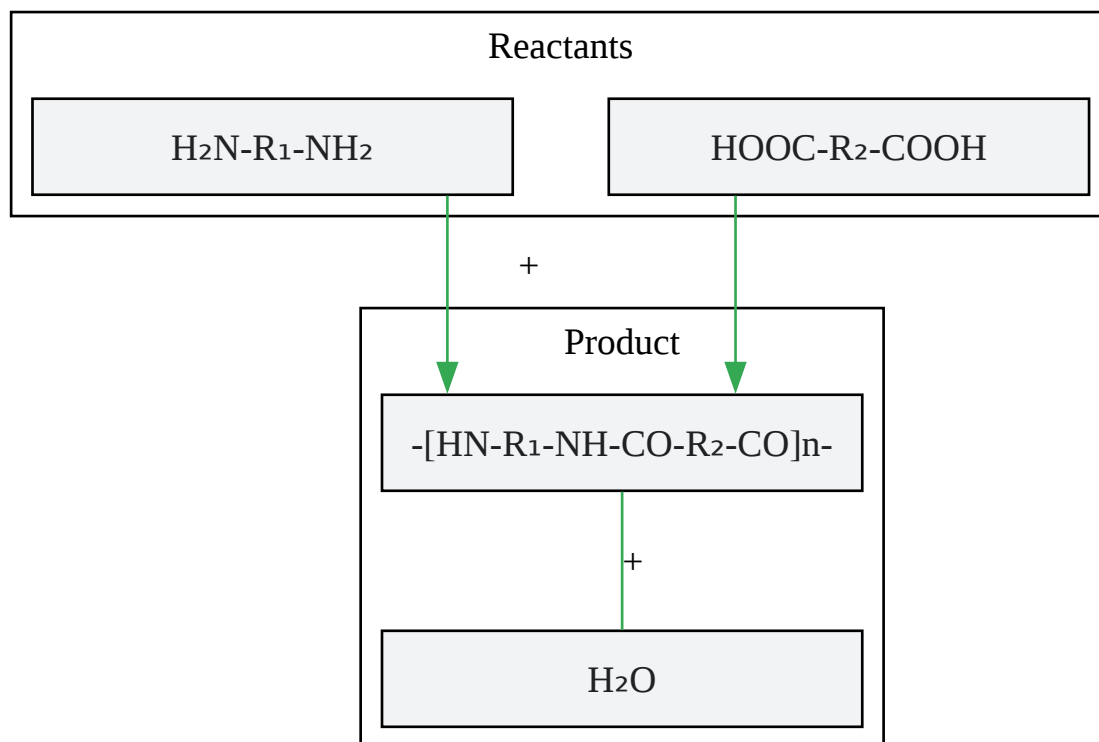 Reactants
H₂N-R₁-NH₂
HOOC-R₂-COOH
+
Product
-[HN-R₁-NH-CO-R₂-CO]n-
+
H₂O